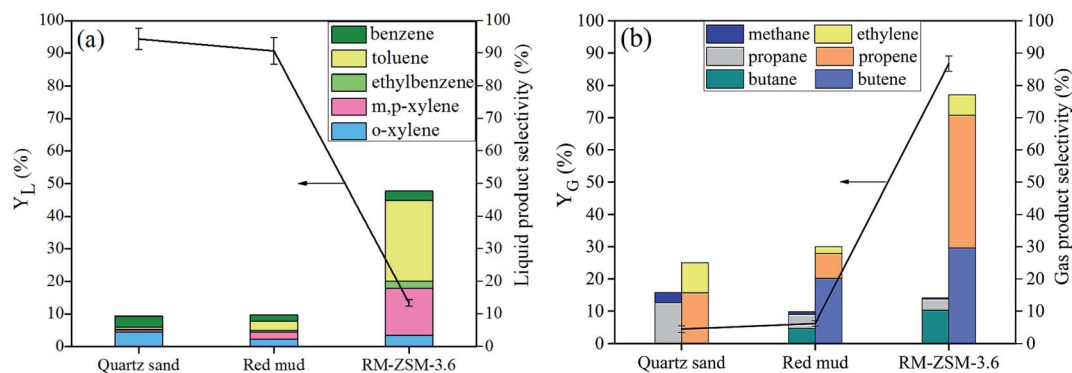 (a)
benzene
toluene
ethylbenzene
m,p-xylene
o-xylene
100
90
80
70
60
50
40
30
20
10
0
Y_L (%)
100
90
80
70
60
50
40
30
20
10
0
Liquid product selectivity (%)
Quartz sand Red mud RM-ZSM-3.6
(b)
methane ethylene
propane propene
butane butene
100
90
80
70
60
50
40
30
20
10
0
Y_G (%)
100
90
80
70
60
50
40
30
20
10
0
Gas product selectivity (%)
Quartz sand Red mud RM-ZSM-3.6